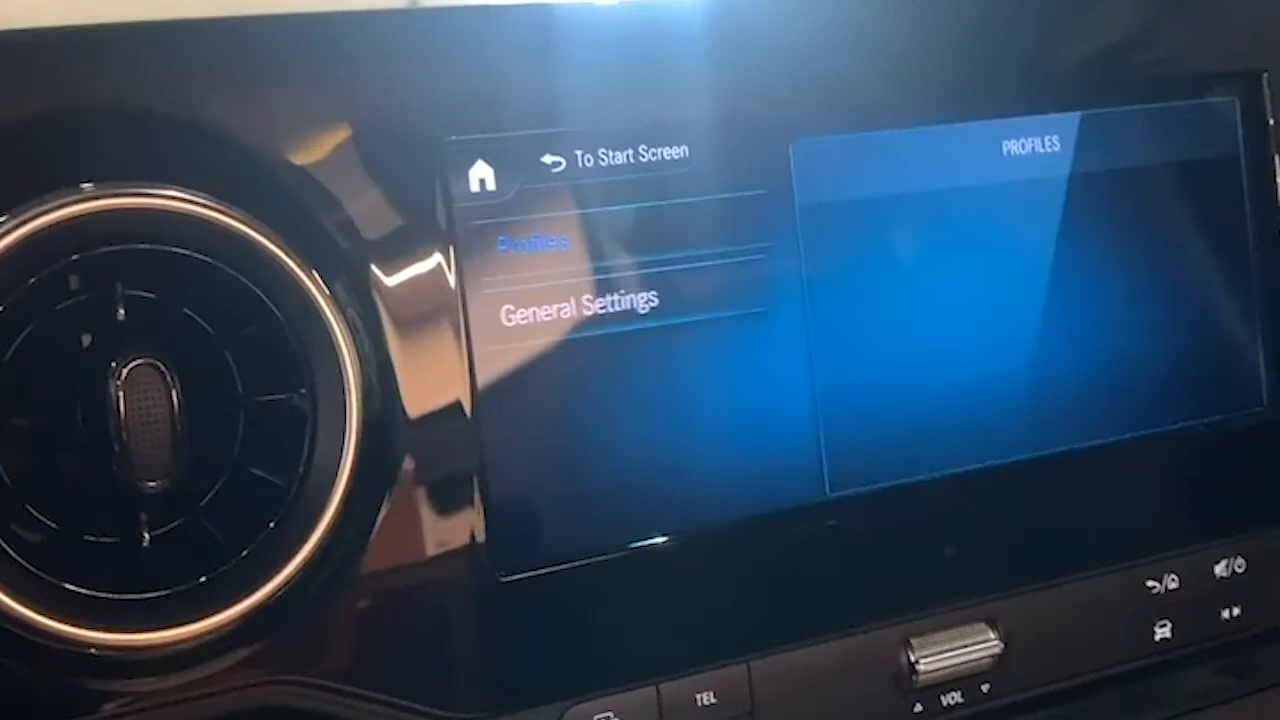 To Start Screen
PROFILES
Profiles
General Settings
TEL
VOL